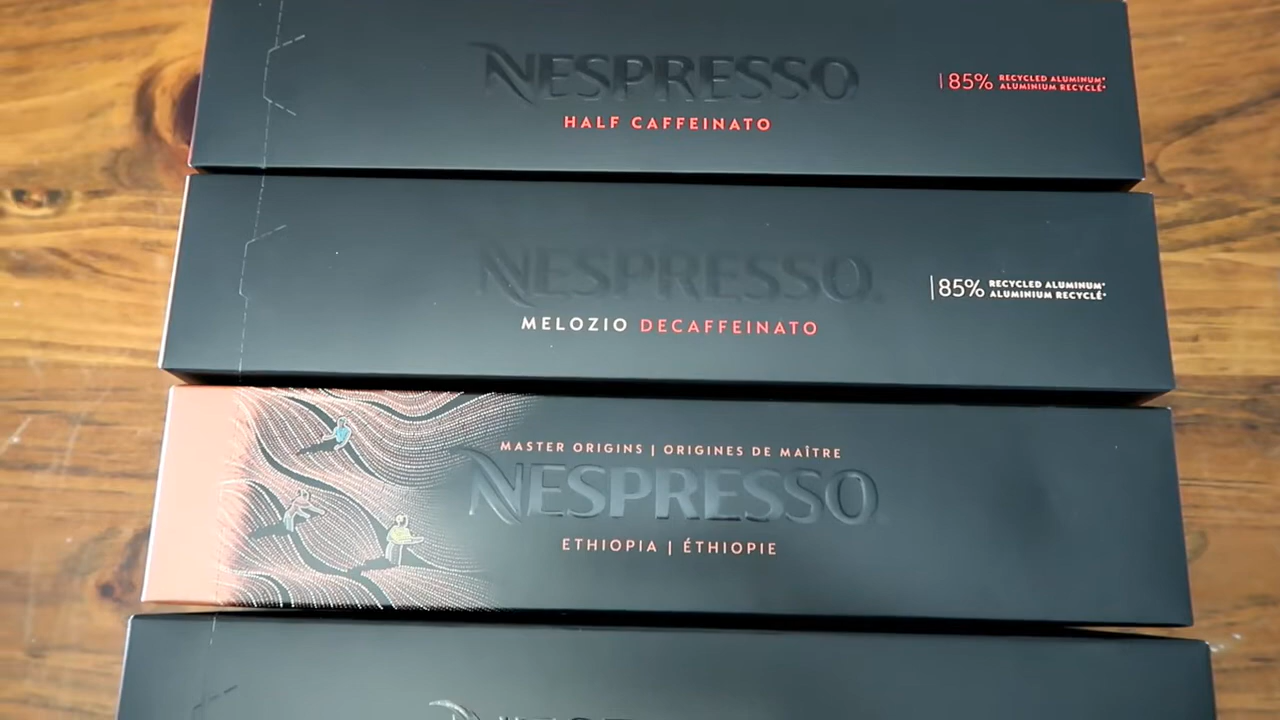 NESPRESSO
HALF CAFFEINATO
85% RECYCLED ALUMINUM*
ALUMINIUM RECYCLÉ*
NESPRESSO.
MELOZIO DECAFFEINATO
85% RECYCLED ALUMINUM*
ALUMINIUM RECYCLÉ*
MASTER ORIGINS | ORIGINES DE MAÎTRE
NESPRESSO.
ETHIOPIA | ÉTHIOPIE